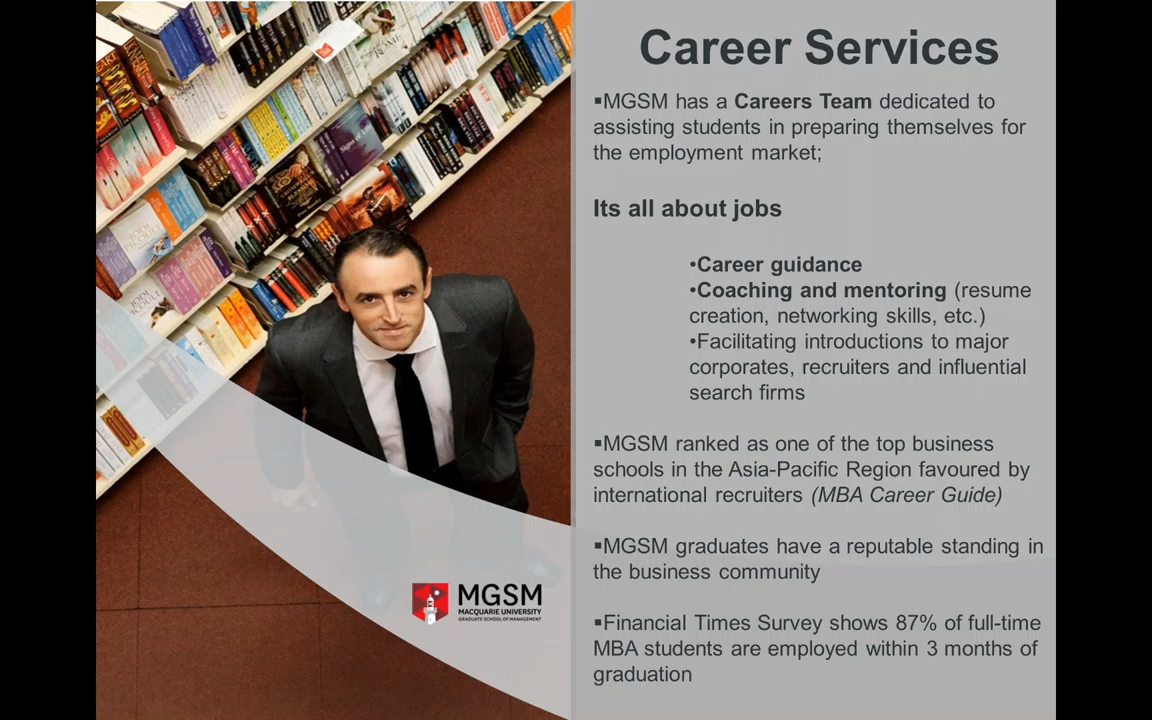 Career Services
▪MGSM has a Careers Team dedicated to
assisting students in preparing themselves for
the employment market;
Its all about jobs
•Career guidance
•Coaching and mentoring (resume
creation, networking skills, etc.)
•Facilitating introductions to major
corporates, recruiters and influential
search firms
▪MGSM ranked as one of the top business
schools in the Asia-Pacific Region favoured by
international recruiters (MBA Career Guide)
▪MGSM graduates have a reputable standing in
the business community
▪Financial Times Survey shows 87% of full-time
MBA students are employed within 3 months of
graduation
MGSM
MACQUARIE UNIVERSITY
GRADUATE SCHOOL OF MANAGEMENT
JODI
PICOULT